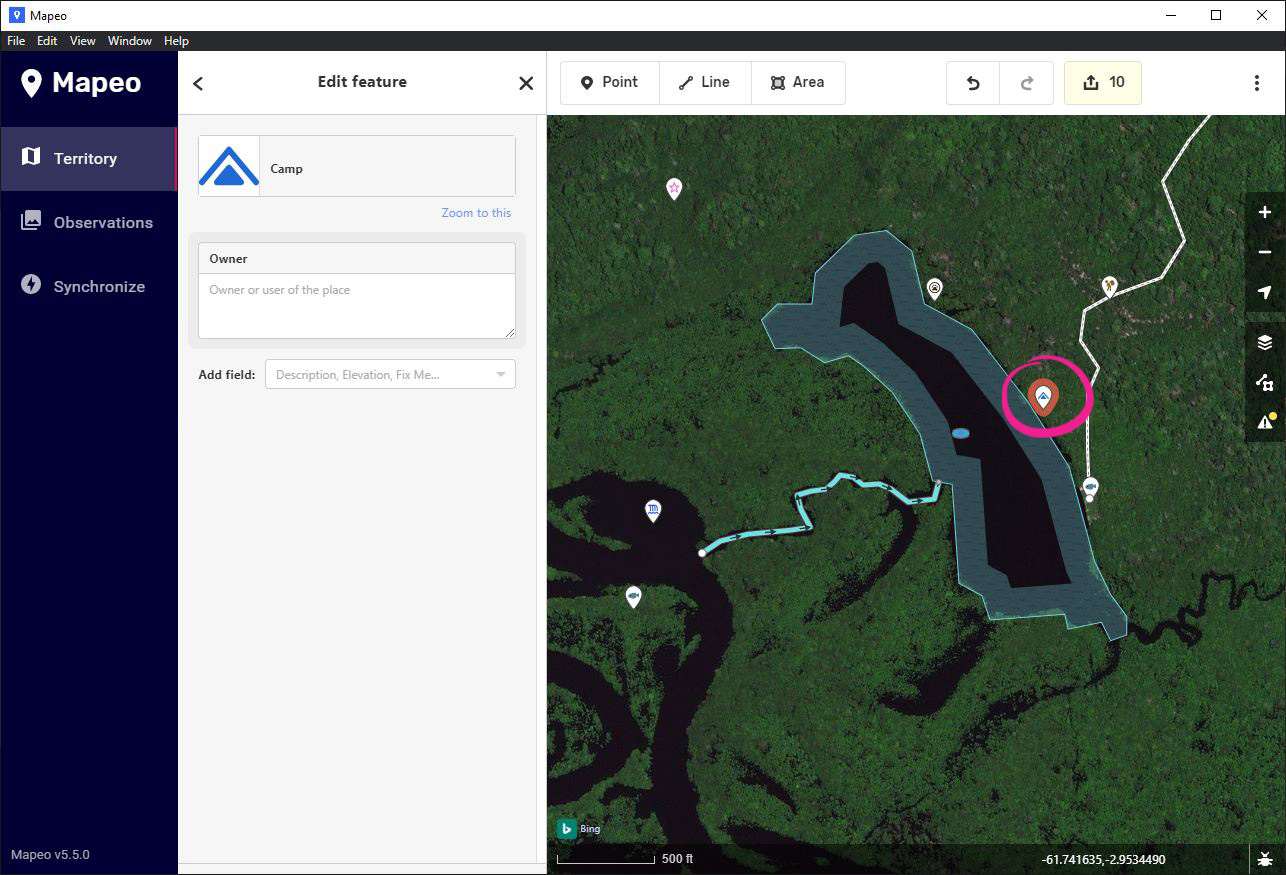 Mapeo
File Edit View Window Help
Mapeo
Territory
Observations
Synchronize
Mapeo v5.5.0
Edit feature
Camp
Zoom to this
Owner
Owner or user of the place
Add field: Description, Elevation, Fix Me...
Point Line Area 10
Bing
500 ft
-61.741635,-2.9534490